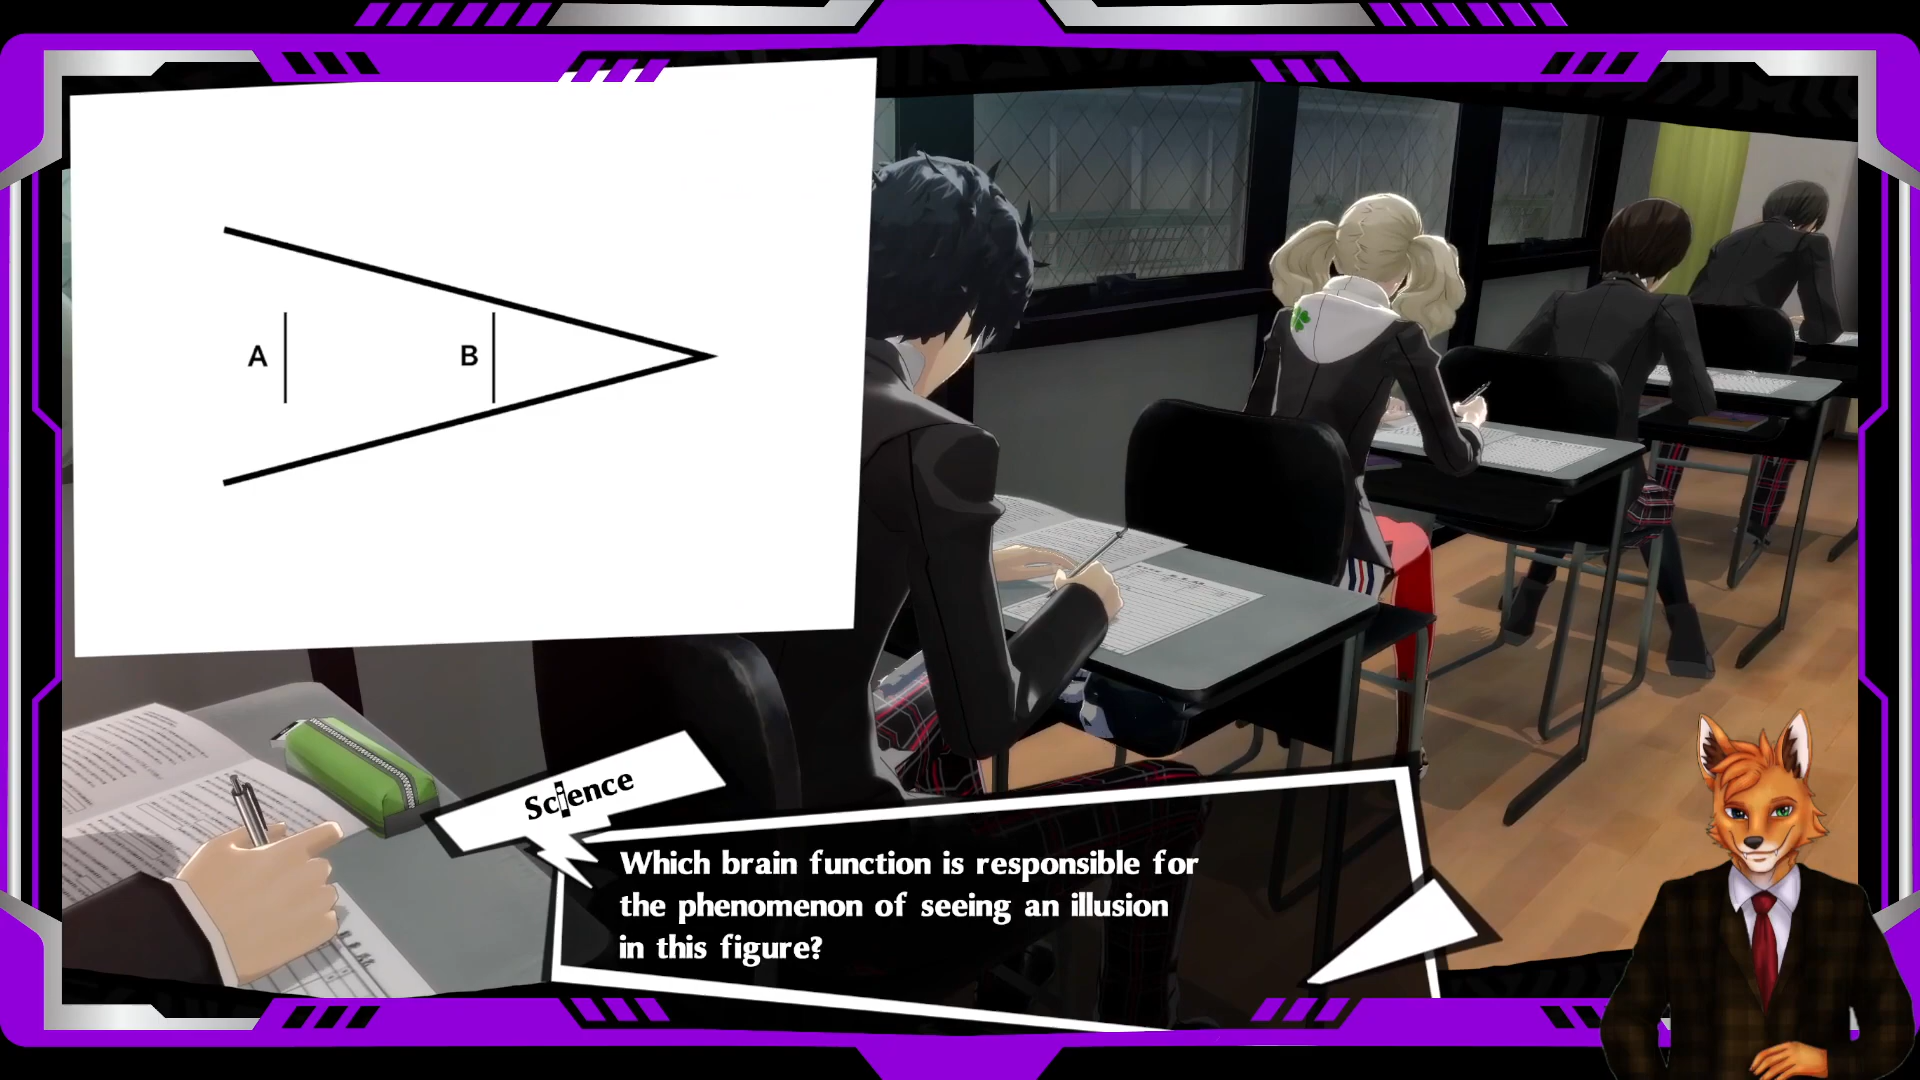 A
B
Science
Which brain function is responsible for
the phenomenon of seeing an illusion
in this figure?